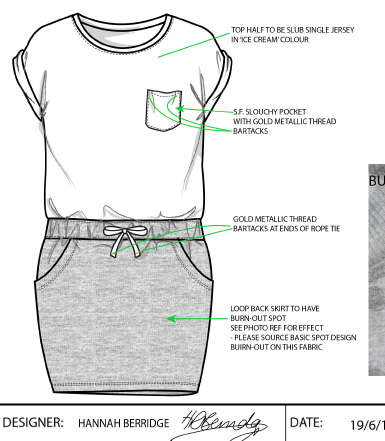 TOP HALF TO BE SLUB SINGLE JERSEY
IN 'ICE CREAM' COLOUR
S.F. SLOUCHY POCKET
WITH GOLD METALLIC THREAD
BARTACKS
BU
GOLD METALLIC THREAD
BARTACKS AT ENDS OF ROPE TIE
LOOP BACK SKIRT TO HAVE
BURN-OUT SPOT
SEE PHOTO REF FOR EFFECT
- PLEASE SOURCE BASIC SPOT DESIGN
BUIRN-OUT ON THIS FABRIC
DESIGNER: HANNAH BERRIDGE
DATE: 19/6/1